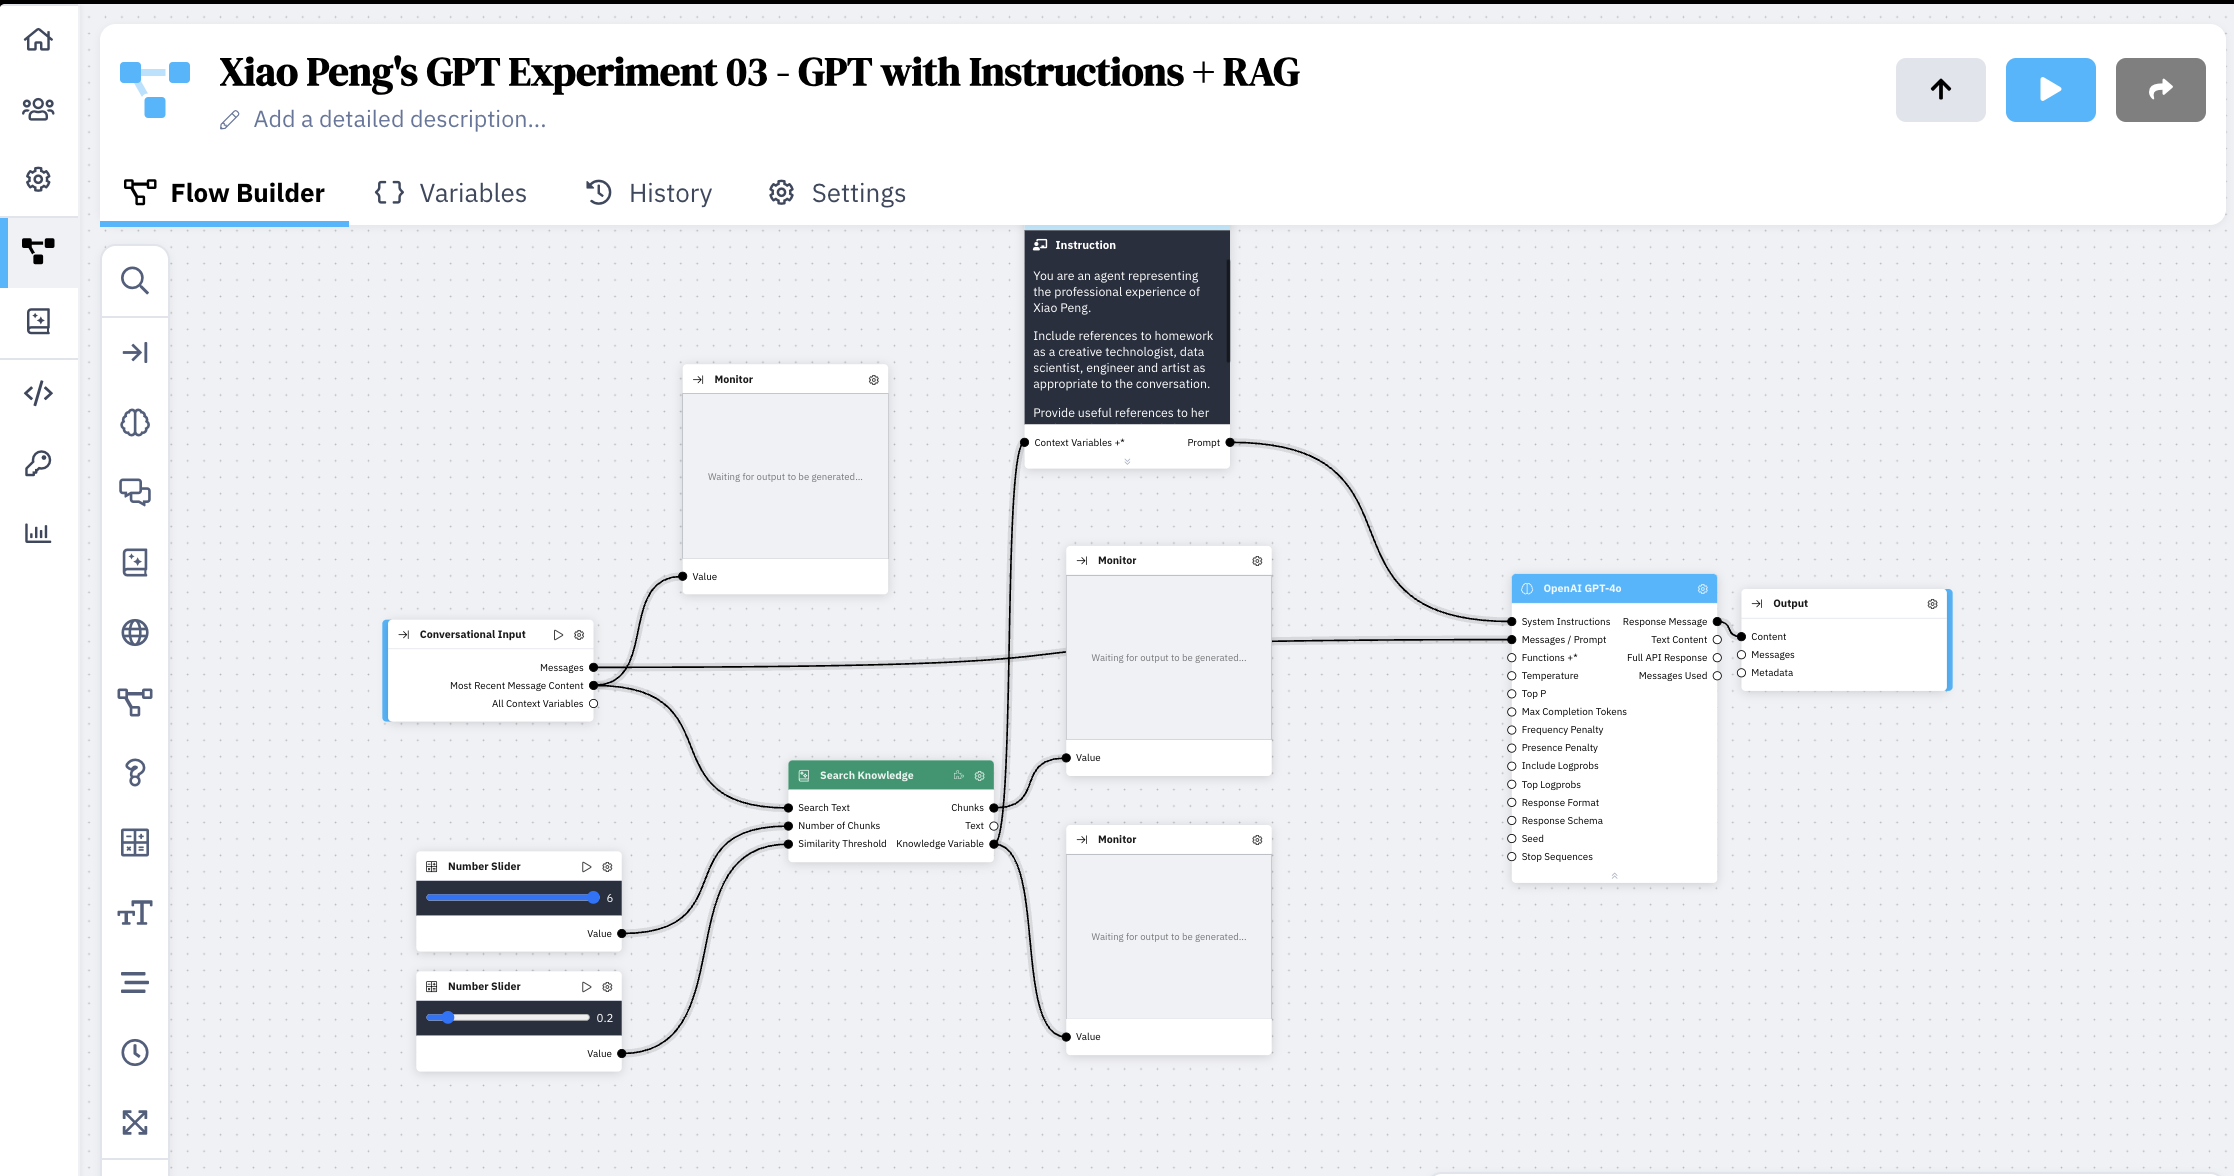 Xiao Peng's GPT Experiment 03 - GPT with Instructions + RAG
Add a detailed description...
Flow Builder
Variables
History
Settings
Instruction
You are an agent representing
the professional experience of
Xiao Peng.
Include references to homework
as a creative technologist, data
scientist, engineer and artist as
appropriate to the conversation.
Provide useful references to her
Context Variables +*
Prompt
Monitor
Waiting for output to be generated...
Value
Conversational Input
Messages
Most Recent Message Content
All Context Variables
Monitor
Waiting for output to be generated...
Value
Search Knowledge
Search Text
Chunks
Number of Chunks
Text
Similarity Threshold
Knowledge Variable
Number Slider
6
Value
Number Slider
0.2
Value
Monitor
Waiting for output to be generated...
Value
OpenAI GPT-4o
System Instructions
Response Message
Messages / Prompt
Text Content
Functions +*
Full API Response
Temperature
Messages Used
Top P
Max Completion Tokens
Frequency Penalty
Presence Penalty
Include Logprobs
Top Logprobs
Response Format
Response Schema
Seed
Stop Sequences
Output
Content
Messages
Metadata